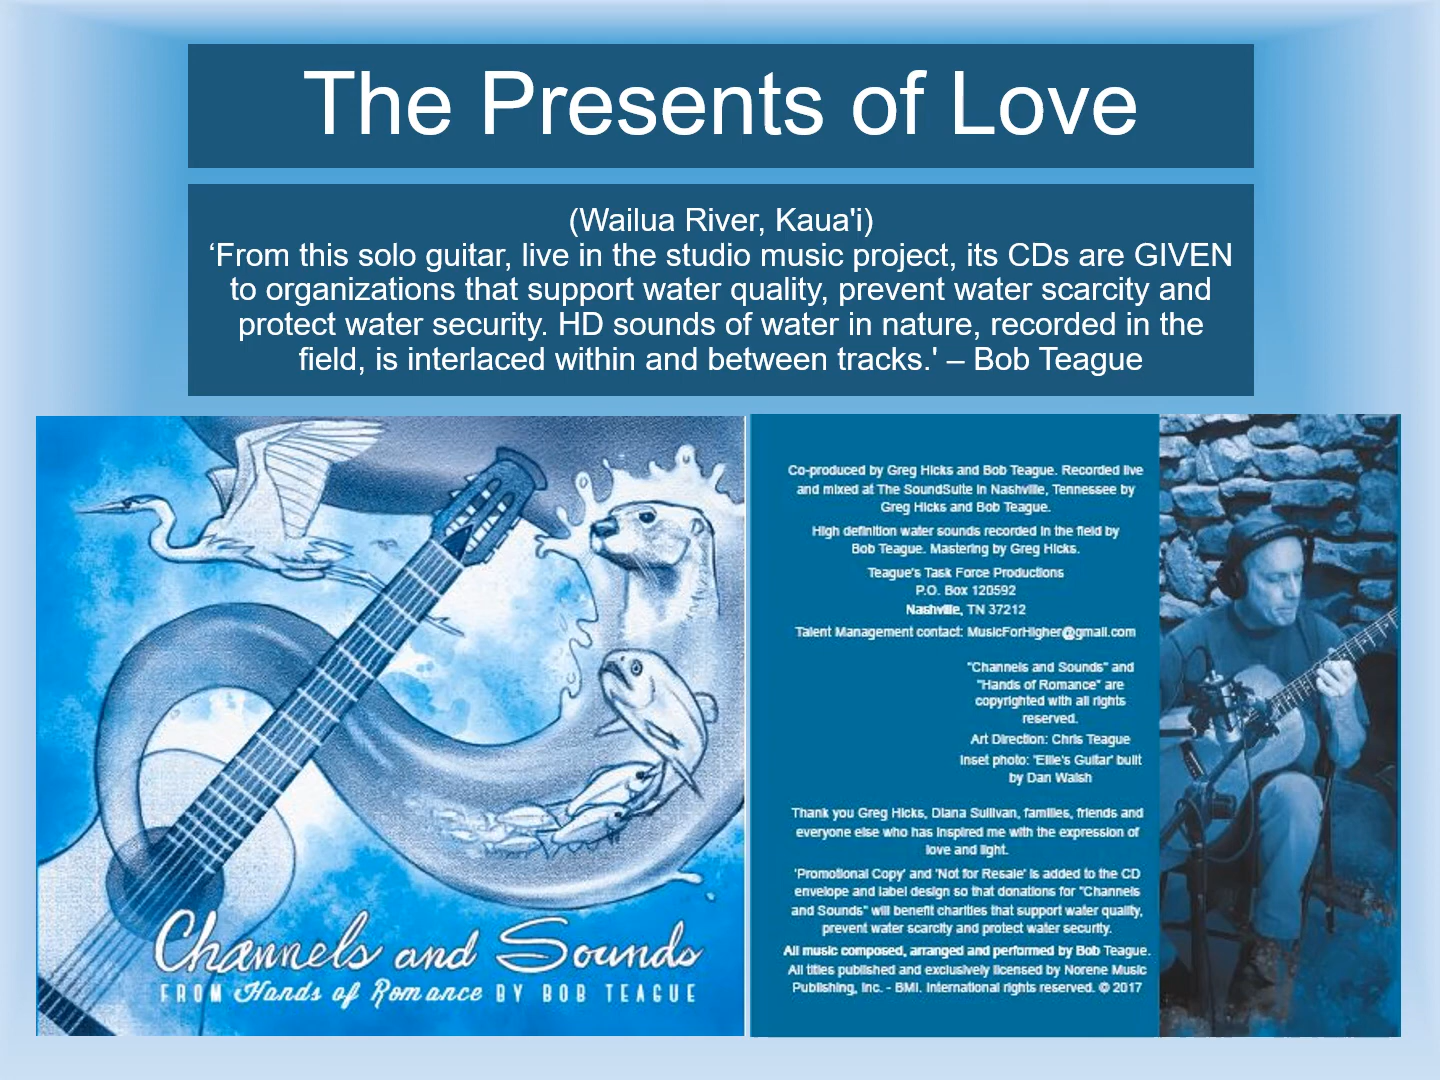 The Presents of Love
(Wailua River, Kaua'i)
‘From this solo guitar, live in the studio music project, its CDs are GIVEN
to organizations that support water quality, prevent water scarcity and
protect water security. HD sounds of water in nature, recorded in the
field, is interlaced within and between tracks.' – Bob Teague
Channels and Sounds
FROM Hands of Romance BY BOB TEAGUE
Co-produced by Greg Hicks and Bob Teague. Recorded live
and mixed at The SoundSuite in Nashville, Tennessee by
Greg Hicks and Bob Teague.
High definition water sounds recorded in the field by
Bob Teague. Mastering by Greg Hicks.
Teague's Task Force Productions
P.O. Box 120592
Nashville, TN 37212
Talent Management contact: MusicForHigher@gmail.com
"Channels and Sounds" and
"Hands of Romance" are
copyrighted with all rights
reserved.
Art Direction: Chris Teague
Inset photo: 'Ellie's Guitar' built
by Dan Walsh
Thank you Greg Hicks, Diana Sullivan, families, friends and
everyone else who has inspired me with the expression of
love and light.
'Promotional Copy' and 'Not for Resale' is added to the CD
envelope and label design so that donations for "Channels
and Sounds" will benefit charities that support water quality,
prevent water scarcity and protect water security.
All music composed, arranged and performed by Bob Teague.
All titles published and exclusively licensed by Norene Music
Publishing, Inc. - BMI. International rights reserved. © 2017